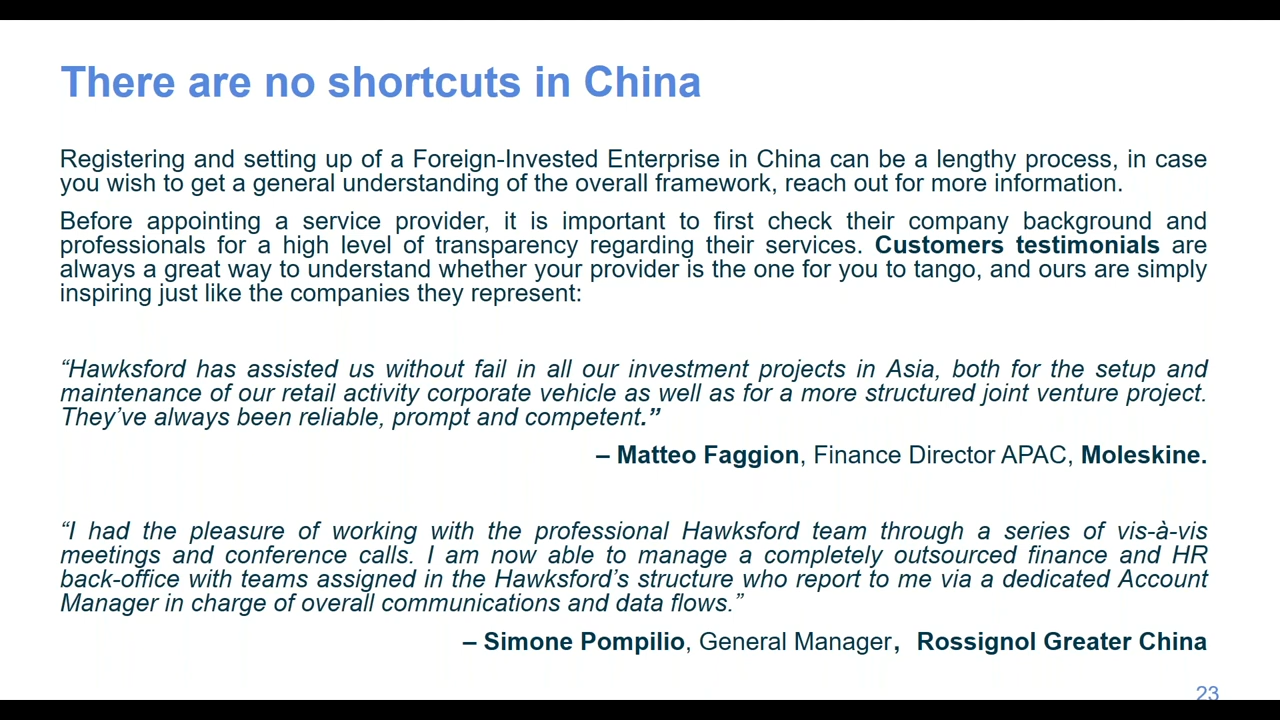 There are no shortcuts in China
Registering and setting up of a Foreign-Invested Enterprise in China can be a lengthy process, in case
you wish to get a general understanding of the overall framework, reach out for more information.
Before appointing a service provider, it is important to first check their company background and
professionals for a high level of transparency regarding their services. Customers testimonials are
always a great way to understand whether your provider is the one for you to tango, and ours are simply
inspiring just like the companies they represent:
“Hawksford has assisted us without fail in all our investment projects in Asia, both for the setup and
maintenance of our retail activity corporate vehicle as well as for a more structured joint venture project.
They’ve always been reliable, prompt and competent.”
– Matteo Faggion, Finance Director APAC, Moleskine.
“I had the pleasure of working with the professional Hawksford team through a series of vis-à-vis
meetings and conference calls. I am now able to manage a completely outsourced finance and HR
back-office with teams assigned in the Hawksford’s structure who report to me via a dedicated Account
Manager in charge of overall communications and data flows.”
– Simone Pompilio, General Manager, Rossignol Greater China
23